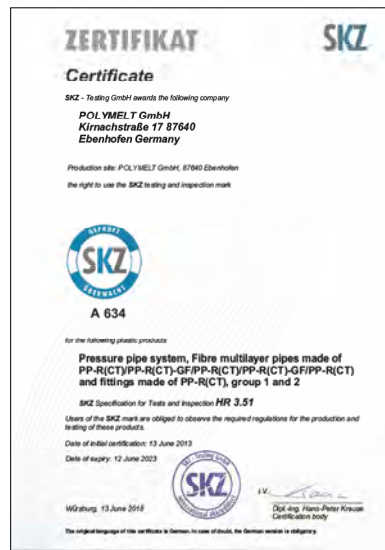 ZERTIFIKAT
SKZ
Certificate
SKZ - Testing GmbH awards the following company
POLYMELT GmbH
Kirnachstraße 17 87640
Ebenhofen Germany
Production site: POLYMELT GmbH, 87640 Ebenhofen
the right to use the SKZ testing and inspection mark
GEPRÜFT
SKZ
ÜBERWACHT
A 634
for the following plastic products
Pressure pipe system, Fibre multilayer pipes made of
PP-R(CT)/PP-R(CT)-GF/PP-R(CT)/PP-R(CT)-GF/PP-R(CT)
and fittings made of PP-R(CT), group 1 and 2
SKZ Specification for Tests and Inspection HR 3.51
Users of the SKZ mark are obliged to observe the required regulations for the production and
testing of these products.
Date of initial certification: 13 June 2013
Date of expiry: 12 June 2023
SKZ - Testing GmbH
SKZ
Würzburg, 13 June 2018
i.V.
Dipl.-Ing. Hans-Peter Krause
Certification body
The original language of this certificate is German. In case of doubt, the German version is obligatory.